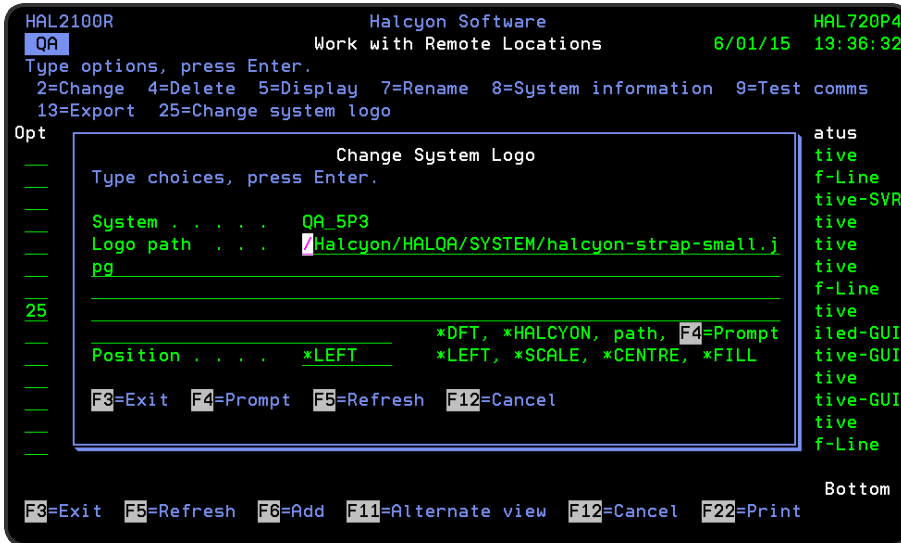 HAL2100R Halcyon Software HAL720P4
QA Work with Remote Locations 6/01/15 13:36:32
Type options, press Enter.
2=Change 4=Delete 5=Display 7=Rename 8=System information 9=Test comms
13=Export 25=Change system logo
Opt atus
Change System Logo tive
Type choices, press Enter. f-Line
tive-SVR
System . . . . . QA_5P3 tive
Logo path . . . /Halcyon/HALQA/SYSTEM/halcyon-strap-small.j tive
pg tive
f-Line
25 tive
*DFT, *HALCYON, path, F4=Prompt iled-GUI
Position . . . . *LEFT *LEFT, *SCALE, *CENTRE, *FILL tive-GUI
tive
F3=Exit F4=Prompt F5=Refresh F12=Cancel tive-GUI
tive
f-Line
Bottom
F3=Exit F5=Refresh F6=Add F11=Alternate view F12=Cancel F22=Print